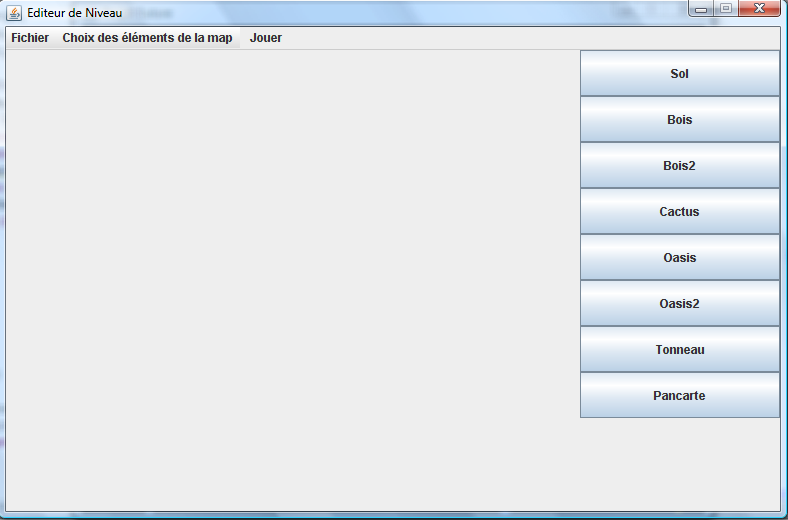 Editeur de Niveau
Fichier Choix des éléments de la map Jouer
Sol
Bois
Bois2
Cactus
Oasis
Oasis2
Tonneau
Pancarte